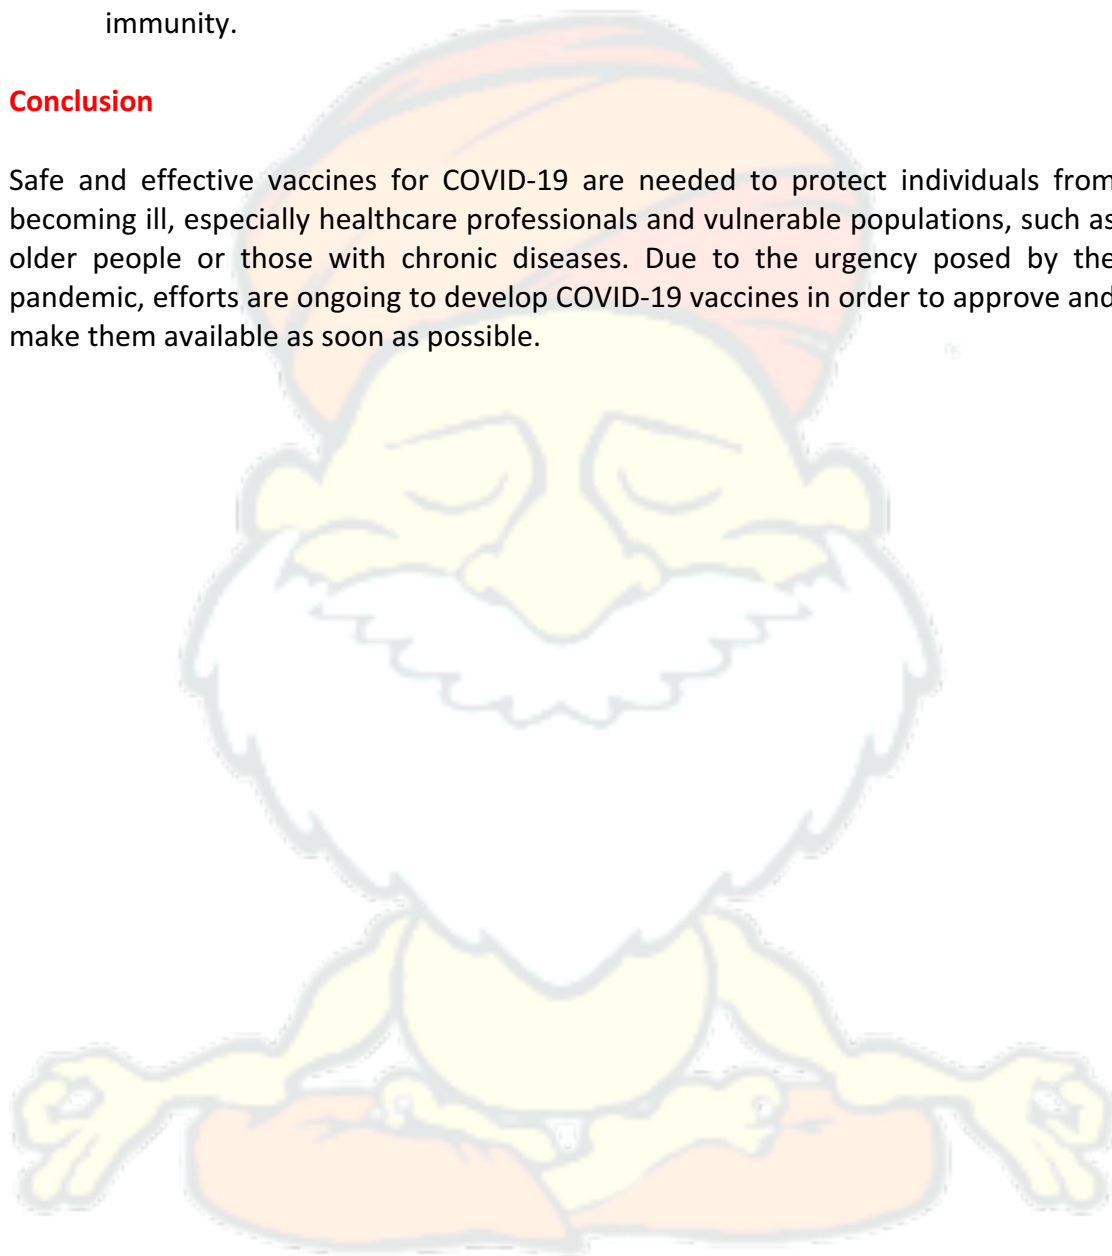 immunity.
Conclusion
Safe and effective vaccines for COVID-19 are needed to protect individuals from
becoming ill, especially healthcare professionals and vulnerable populations, such as
older people or those with chronic diseases. Due to the urgency posed by the
pandemic, efforts are ongoing to develop COVID-19 vaccines in order to approve and
make them available as soon as possible.